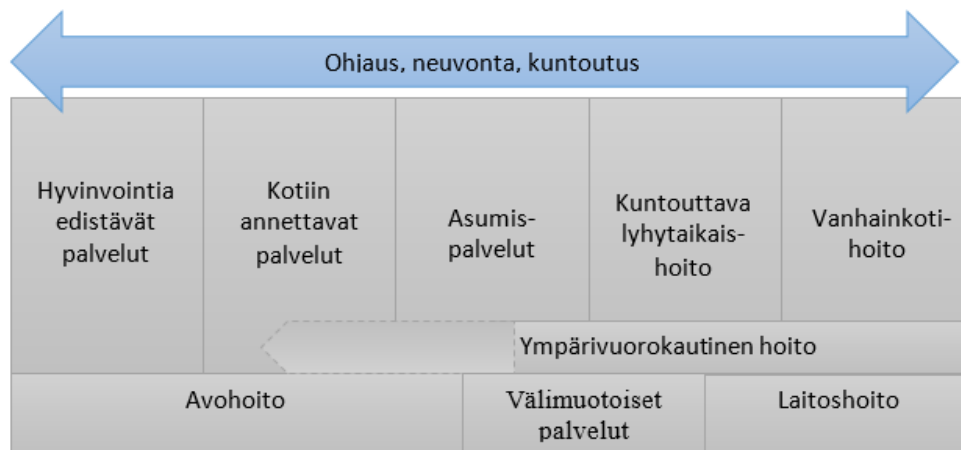 Ohjaus, neuvonta, kuntoutus
Hyvinvointia
edistävät
palvelut
Kotiin
annettavat
palvelut
Asumis-
palvelut
Kuntouttava
lyhytaikais-
hoito
Vanhainkoti-
hoito
Ympärivuorokautinen hoito
Avohoito
Välimuotoiset
palvelut
Laitoshoito